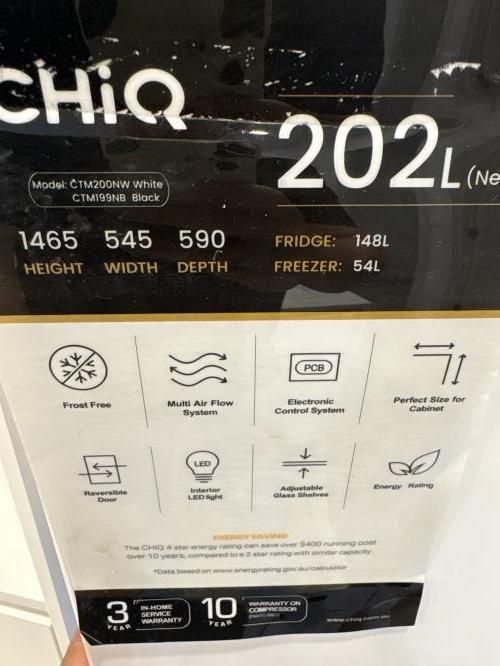 CHiQ
202L (Ne
Model: CTM200NW White
CTM199NB Black
1465 545 590
HEIGHT WIDTH DEPTH
FRIDGE: 148L
FREEZER: 54L
Frost Free
Multi Air Flow
System
PCB
Electronic
Control System
Perfect Size for
Cabinet
Reversible
Door
LED
Interior
LED light
Adjustable
Glass Shelves
Energy Rating
ENERGY SAVING
The CHiQ 4 star energy rating can save over $400 running cost
over 10 years, compared to a 2 star rating with similar capacity.
*Data based on www.energyrating.gov.au/calculator
3 YEAR
IN-HOME
SERVICE
WARRANTY
10 YEAR
WARRANTY ON
COMPRESSOR
www.chiq.com.au